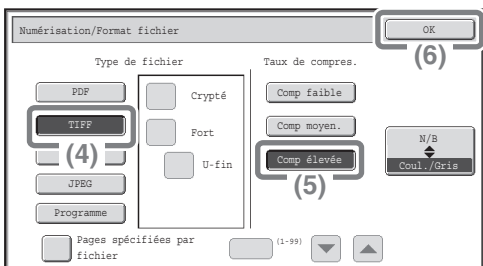 Numérisation/Format fichier
OK
(6)
Type de fichier
Taux de compres.
PDF
Crypté
Comp faible
TIFF
(4)
Fort
Comp moyen.
N/B
Coul./Gris
U-fin
Comp élevée
(5)
JPEG
Programme
Pages spécifiées par
fichier
(1-99)